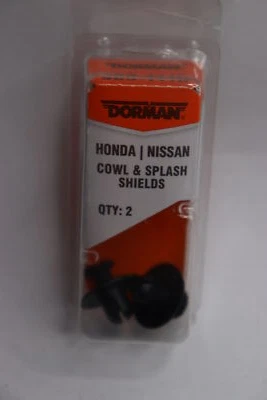 DORMAN
HONDA | NISSAN
COWL & SPLASH
SHIELDS
QTY: 2